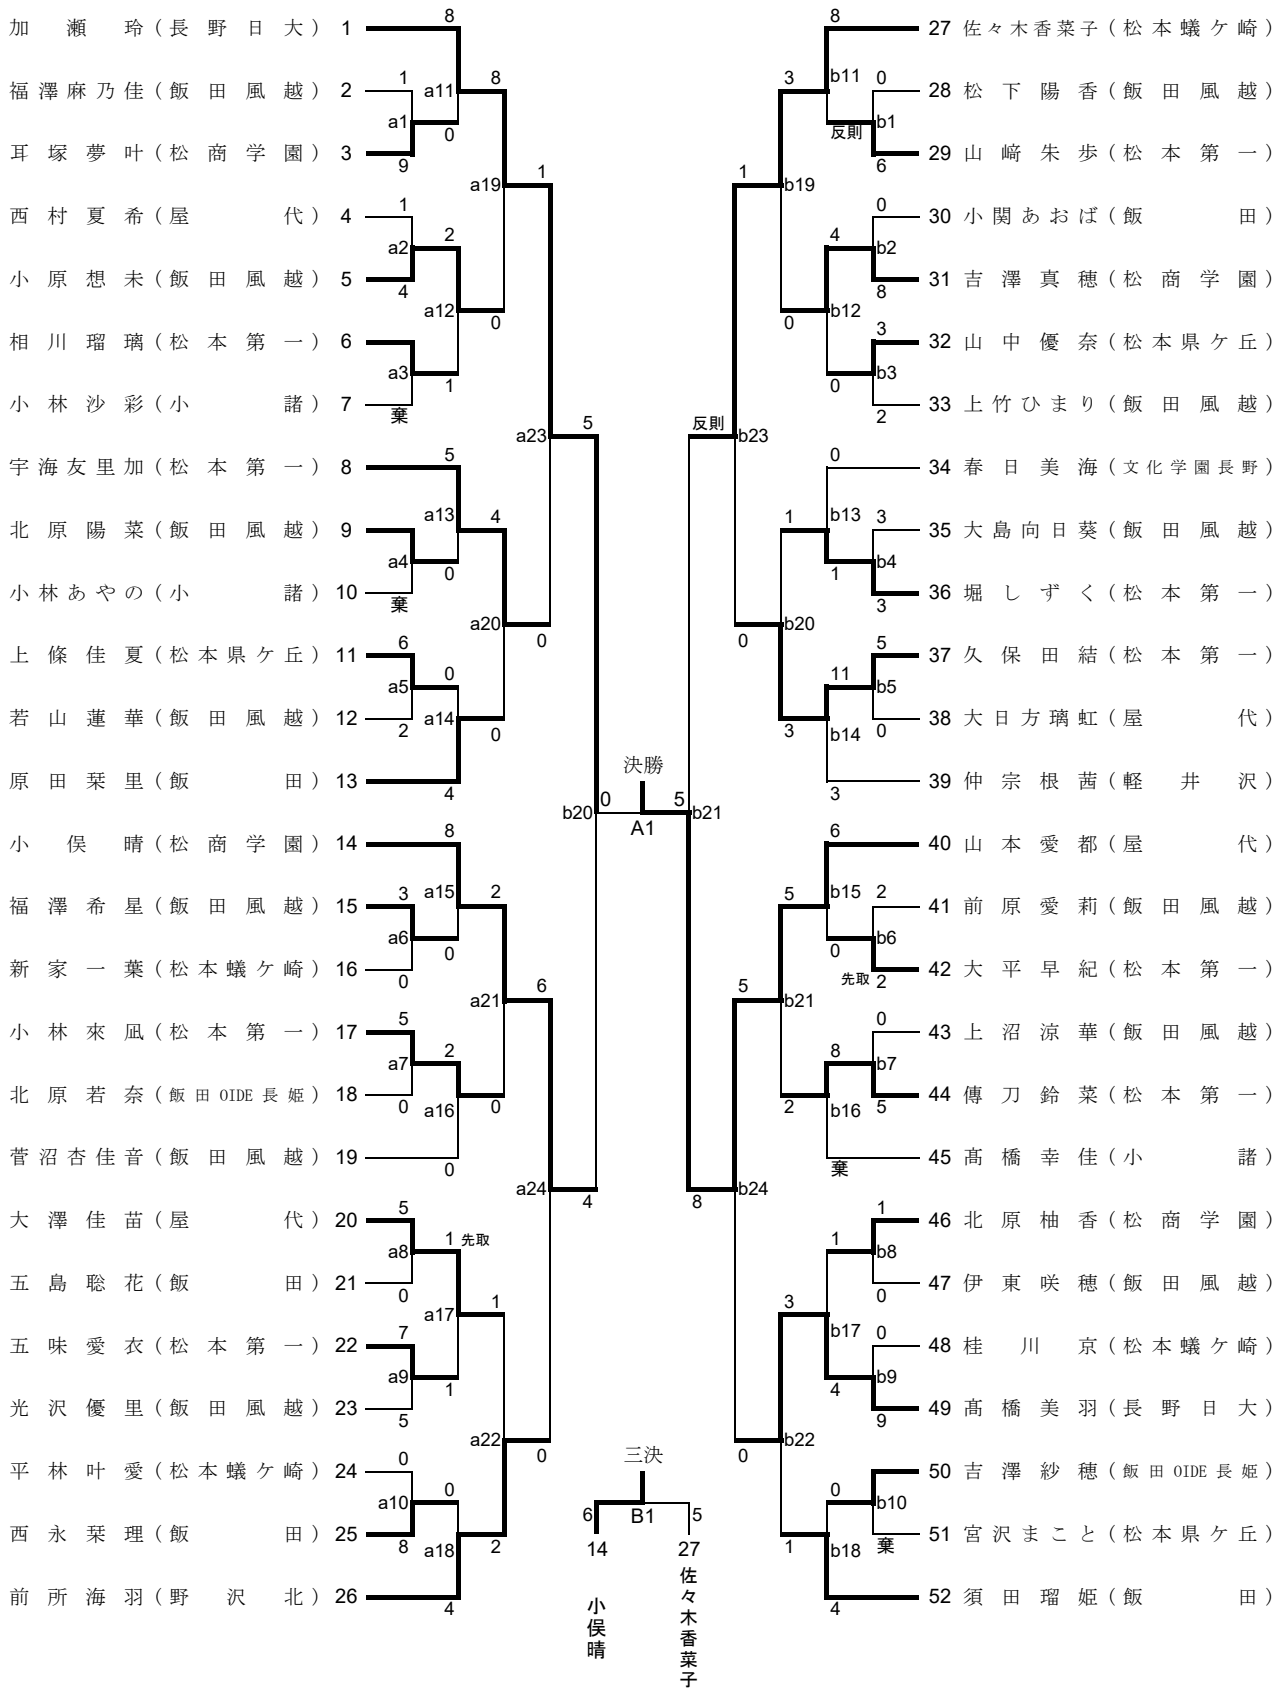 加瀬玲(長野日大) 1
福澤麻乃佳(飯田風越) 2
耳塚夢叶(松商学園) 3
西村夏希(屋代) 4
小原想未(飯田風越) 5
相川瑠璃(松本第一) 6
小林沙彩(小諸) 7
宇海友里加(松本第一) 8
北原陽菜(飯田風越) 9
小林あやの(小諸) 10
上條佳夏(松本県ケ丘) 11
若山蓮華(飯田風越) 12
原田栞里(飯田) 13
小俣晴(松商学園) 14
福澤希星(飯田風越) 15
新家一葉(松本蟻ケ崎) 16
小林來凪(松本第一) 17
北原若奈(飯田OIDE長姫) 18
菅沼杏佳音(飯田風越) 19
大澤佳苗(屋代) 20
五島聡花(飯田) 21
五味愛衣(松本第一) 22
光沢優里(飯田風越) 23
平林叶愛(松本蟻ケ崎) 24
西永栞理(飯田) 25
前所海羽(野沢北) 26
1
a1
9
1
a2
4
a3
棄
a4
棄
6
a5
2
3
a6
0
5
a7
0
5
a8
0
7
a9
5
0
a10
8
8
a11
0
2
a12
1
5
a13
0
0
a14
4
8
a15
0
2
a16
0
1 先取
a17
1
0
a18
4
8
a19
0
4
a20
0
2
a21
0
1
a22
2
1
a23
0
6
a24
0
5
b20
4
決勝
0
A1
5
三決
6
B1
5
14
27
小俣晴
佐々木香菜子
反則
b21
8
1
b23
0
5
b24
0
3
b19
0
1
b20
3
5
b21
2
3
b22
1
8
b11
反則
4
b12
0
0
b13
1
11
b14
3
6
b15
0
8
b16
棄
1
b17
4
0
b18
4
0
b1
6
0
b2
8
3
b3
2
3
b4
3
5
b5
0
2
b6
先取 2
0
b7
5
1
b8
0
0
b9
9
b10
棄
27 佐々木香菜子(松本蟻ケ崎)
28 松下陽香(飯田風越)
29 山﨑朱歩(松本第一)
30 小関あおば(飯田)
31 吉澤真穂(松商学園)
32 山中優奈(松本県ケ丘)
33 上竹ひまり(飯田風越)
34 春日美海(文化学園長野)
35 大島向日葵(飯田風越)
36 堀しずく(松本第一)
37 久保田結(松本第一)
38 大日方璃虹(屋代)
39 仲宗根茜(軽井沢)
40 山本愛都(屋代)
41 前原愛莉(飯田風越)
42 大平早紀(松本第一)
43 上沼涼華(飯田風越)
44 傳刀鈴菜(松本第一)
45 髙橋幸佳(小諸)
46 北原柚香(松商学園)
47 伊東咲穂(飯田風越)
48 桂川京(松本蟻ケ崎)
49 髙橋美羽(長野日大)
50 吉澤紗穂(飯田OIDE長姫)
51 宮沢まこと(松本県ケ丘)
52 須田瑠姫(飯田)